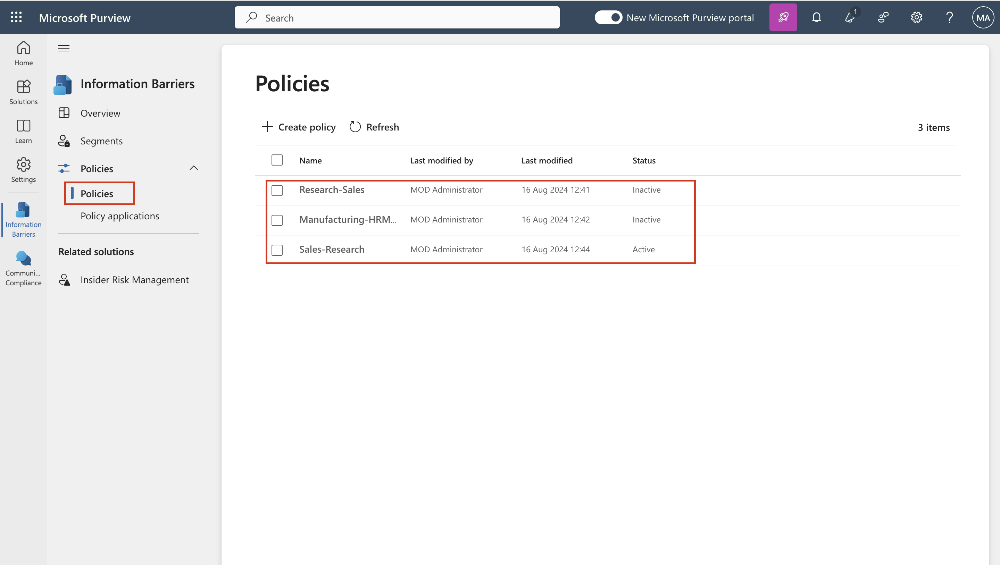 Microsoft Purview
Search
New Microsoft Purview portal
1
MA
Home
Solutions
Learn
Settings
Information
Barriers
Communi...
Compliance
Information Barriers
Overview
Segments
Policies
Policies
Policy applications
Related solutions
Insider Risk Management
Policies
Create policy Refresh 3 items
Name Last modified by Last modified Status
Research-Sales MOD Administrator 16 Aug 2024 12:41 Inactive
Manufacturing-HRM... MOD Administrator 16 Aug 2024 12:42 Inactive
Sales-Research MOD Administrator 16 Aug 2024 12:44 Active